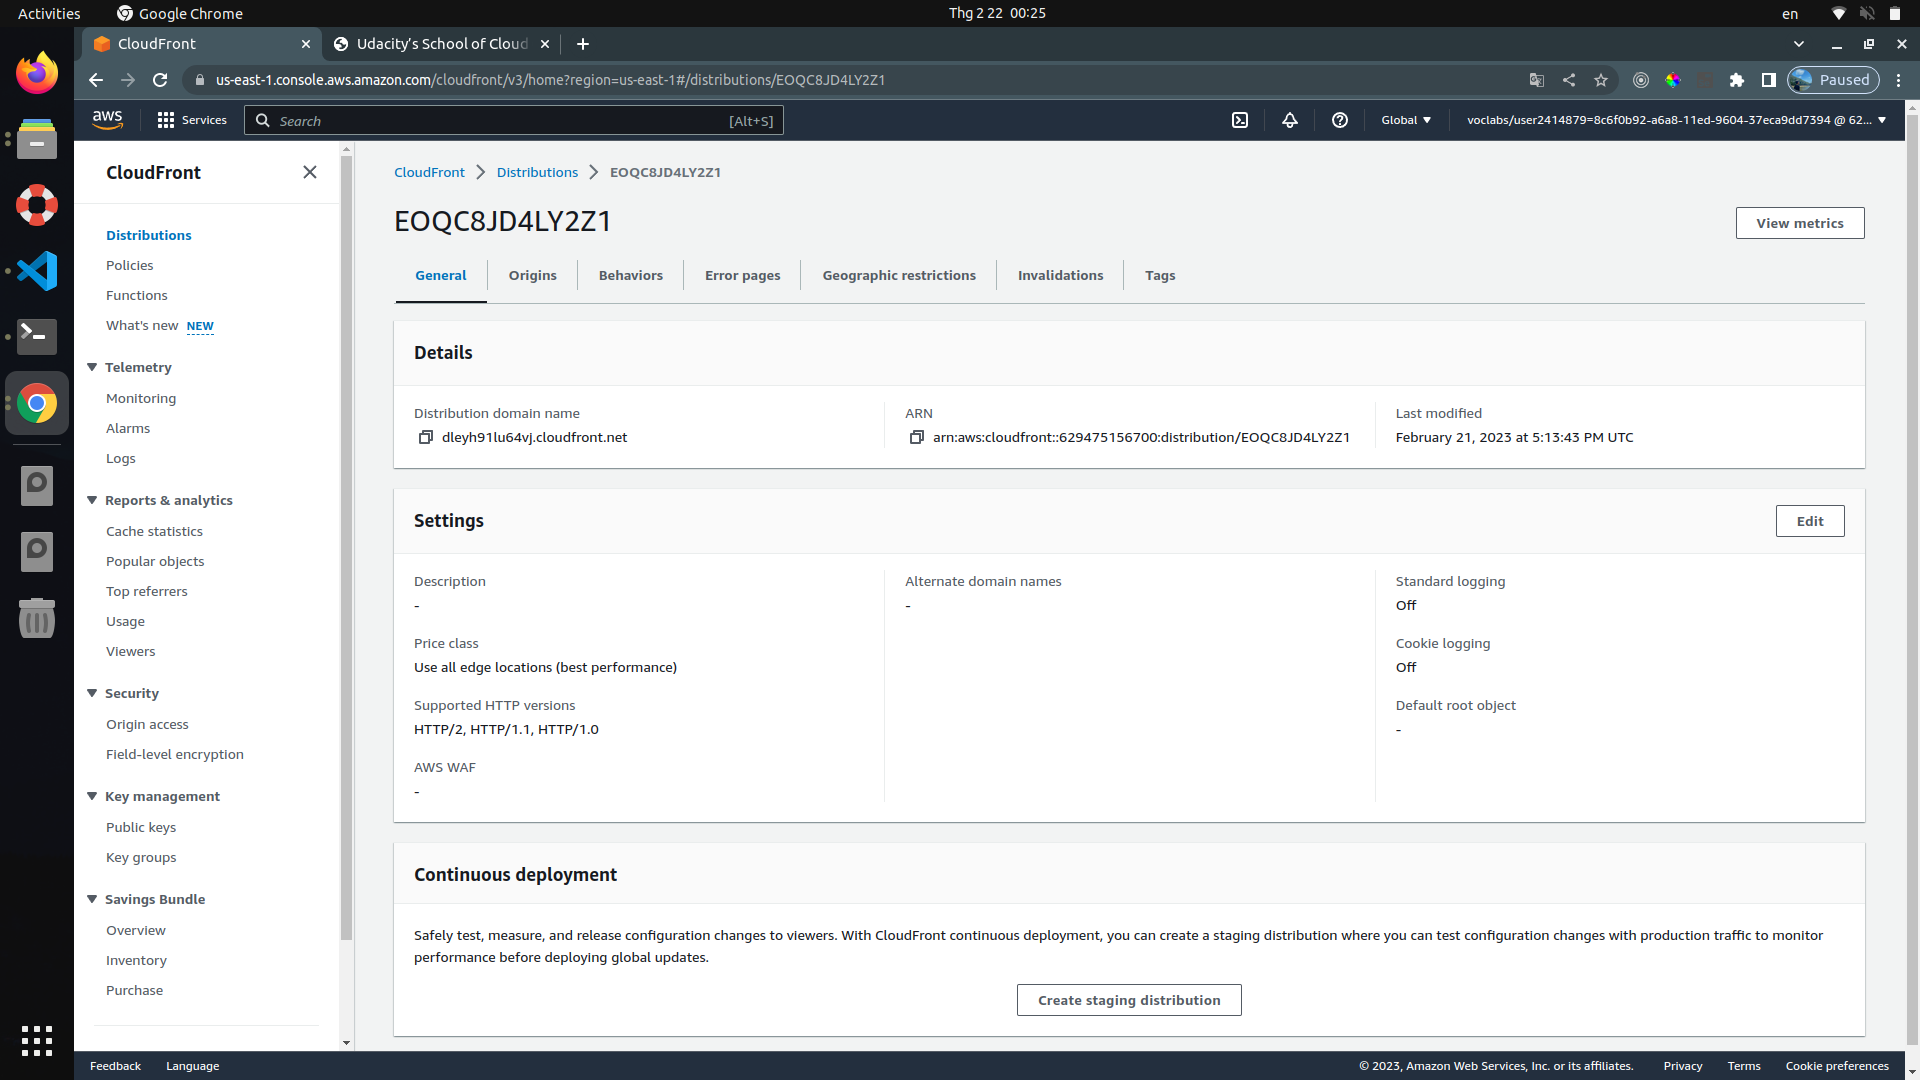 Activities
Google Chrome
Thg 2 22 00:25
en
CloudFront
Udacity's School of Cloud
us-east-1.console.aws.amazon.com/cloudfront/v3/home?region=us-east-1#/distributions/EOQC8JD4LY2Z1
Paused
aws
Services
Search
[Alt+S]
Global
voclabs/user2414879=8c6f0b92-a6a8-11ed-9604-37eca9dd7394 @ 62...
CloudFront
Distributions
Policies
Functions
What's new NEW
Telemetry
Monitoring
Alarms
Logs
Reports & analytics
Cache statistics
Popular objects
Top referrers
Usage
Viewers
Security
Origin access
Field-level encryption
Key management
Public keys
Key groups
Savings Bundle
Overview
Inventory
Purchase
CloudFront > Distributions > EOQC8JD4LY2Z1
EOQC8JD4LY2Z1
View metrics
General
Origins
Behaviors
Error pages
Geographic restrictions
Invalidations
Tags
Details
Distribution domain name
dleyh91lu64vj.cloudfront.net
ARN
arn:aws:cloudfront::629475156700:distribution/EOQC8JD4LY2Z1
Last modified
February 21, 2023 at 5:13:43 PM UTC
Settings
Edit
Description
-
Price class
Use all edge locations (best performance)
Supported HTTP versions
HTTP/2, HTTP/1.1, HTTP/1.0
AWS WAF
-
Alternate domain names
-
Standard logging
Off
Cookie logging
Off
Default root object
-
Continuous deployment
Safely test, measure, and release configuration changes to viewers. With CloudFront continuous deployment, you can create a staging distribution where you can test configuration changes with production traffic to monitor
performance before deploying global updates.
Create staging distribution
Feedback
Language
© 2023, Amazon Web Services, Inc. or its affiliates.
Privacy
Terms
Cookie preferences